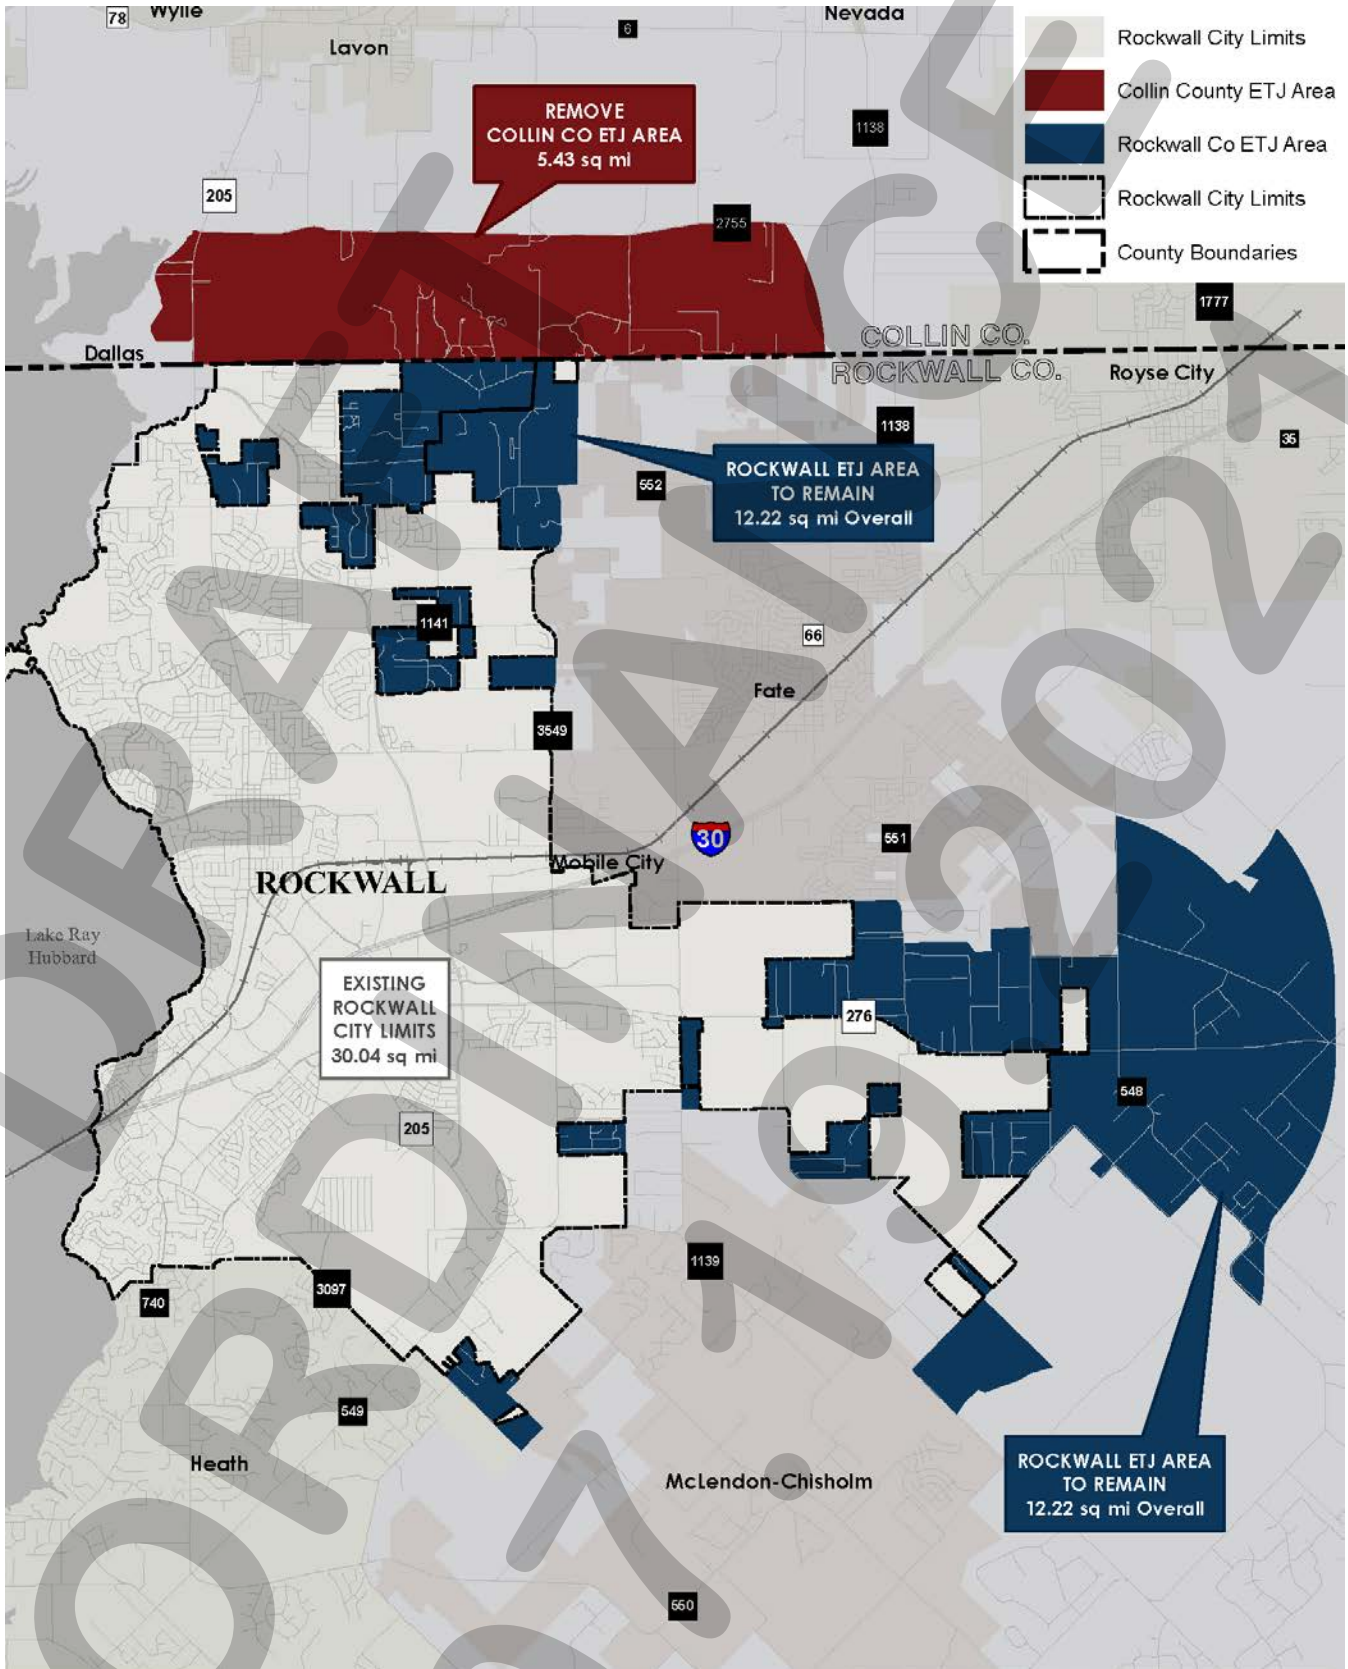 78
Wylie
Lavon
6
Nevada
Rockwall City Limits
Collin County ETJ Area
Rockwall Co ETJ Area
Rockwall City Limits
County Boundaries
REMOVE
COLLIN CO ETJ AREA
5.43 sq mi
1138
205
2755
1777
COLLIN CO.
Dallas
ROCKWALL CO.
Royse City
1138
35
ROCKWALL ETJ AREA
TO REMAIN
12.22 sq mi Overall
552
1141
66
Fate
3549
30
551
Mobile City
ROCKWALL
Lake Ray
Hubbard
EXISTING
ROCKWALL
CITY LIMITS
30.04 sq mi
276
548
205
1139
740
3097
549
Heath
McLendon-Chisholm
ROCKWALL ETJ AREA
TO REMAIN
12.22 sq mi Overall
550
DRAFT
ORDINANCE